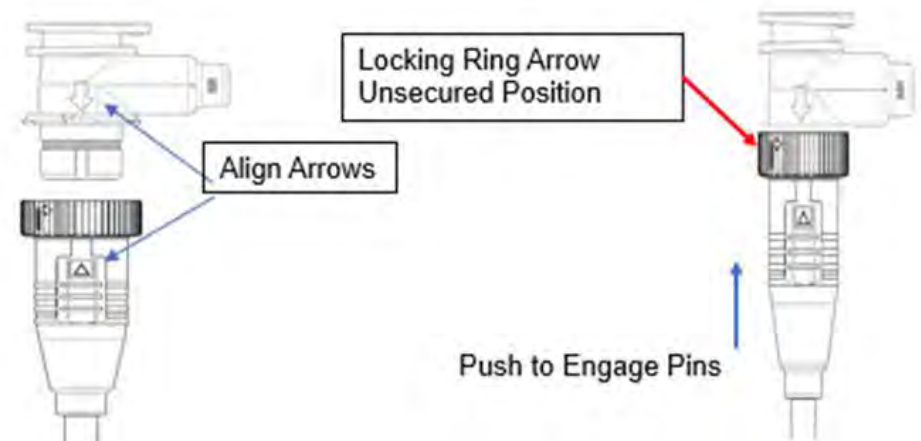 Locking Ring Arrow
Unsecured Position
Align Arrows
Push to Engage Pins